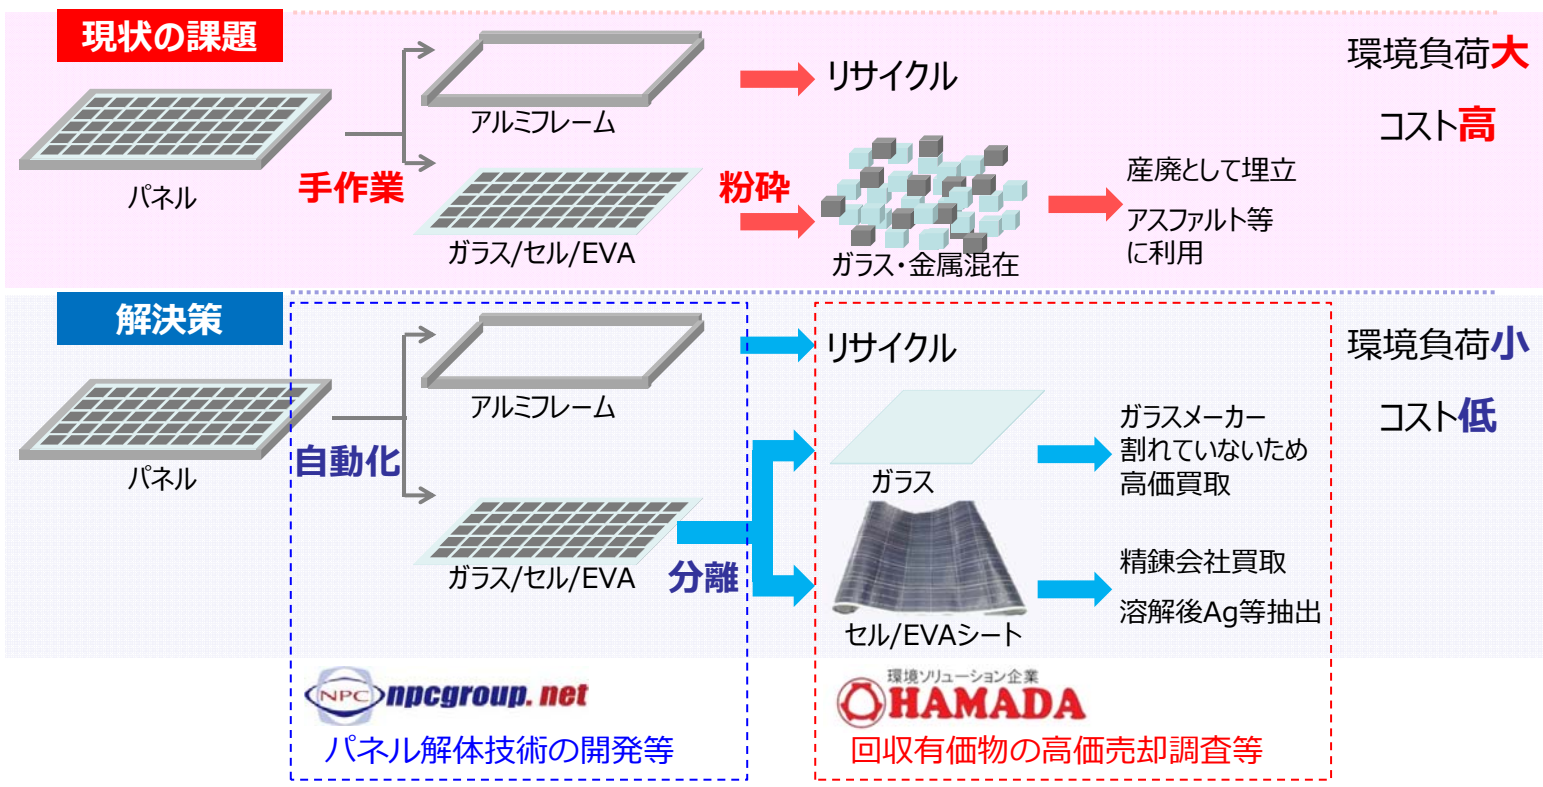 現状の課題
パネル
手作業
アルミフレーム
リサイクル
ガラス/セル/EVA
粉砕
ガラス・金属混在
産廃として埋立
アスファルト等
に利用
環境負荷大
コスト高
解決策
パネル
自動化
アルミフレーム
リサイクル
ガラス/セル/EVA
分離
ガラス
ガラスメーカー
割れていないため
高価買取
セル/EVAシート
精錬会社買取
溶解後Ag等抽出
環境負荷小
コスト低
NPC npcgroup.net
パネル解体技術の開発等
環境ソリューション企業
HAMADA
回収有価物の高価売却調査等